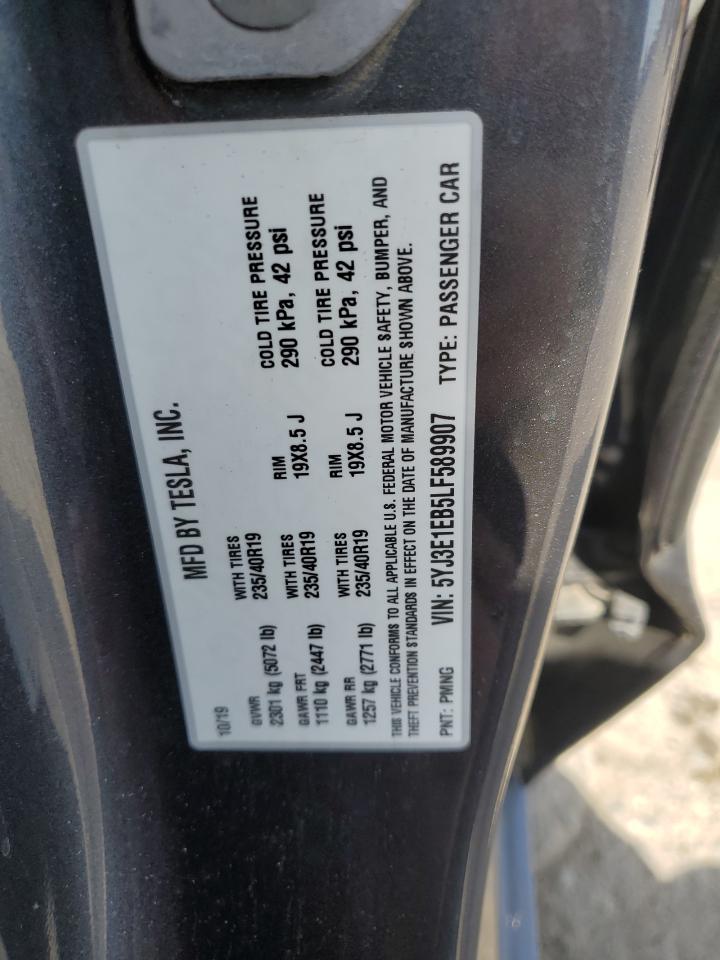 MFD BY TESLA, INC.
10/19
GVWR WITH TIRES COLD TIRE PRESSURE
2301 kg (5072 lb) 235/40R19 RIM 290 kPa, 42 psi
GAWR FRT WITH TIRES 19X8.5 J COLD TIRE PRESSURE
1110 kg (2447 lb) 235/40R19 RIM 290 kPa, 42 psi
GAWR RR WITH TIRES 19X8.5 J
1257 kg (2771 lb) 235/40R19
THIS VEHICLE CONFORMS TO ALL APPLICABLE U.S. FEDERAL MOTOR VEHICLE SAFETY, BUMPER, AND
THEFT PREVENTION STANDARDS IN EFFECT ON THE DATE OF MANUFACTURE SHOWN ABOVE.
PNT: PMNG VIN: 5YJ3E1EB5LF589907 TYPE: PASSENGER CAR